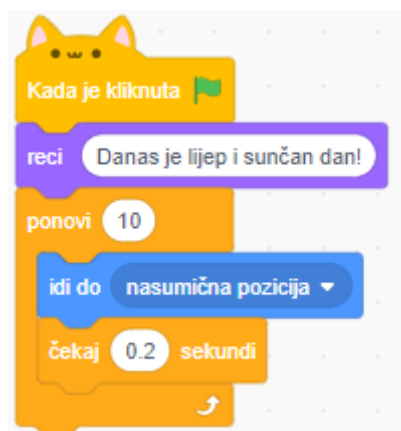 Kada je kliknuta
reci Danas je lijep i sunčan dan!
ponovi 10
idi do nasumična pozicija
čekaj 0.2 sekundi